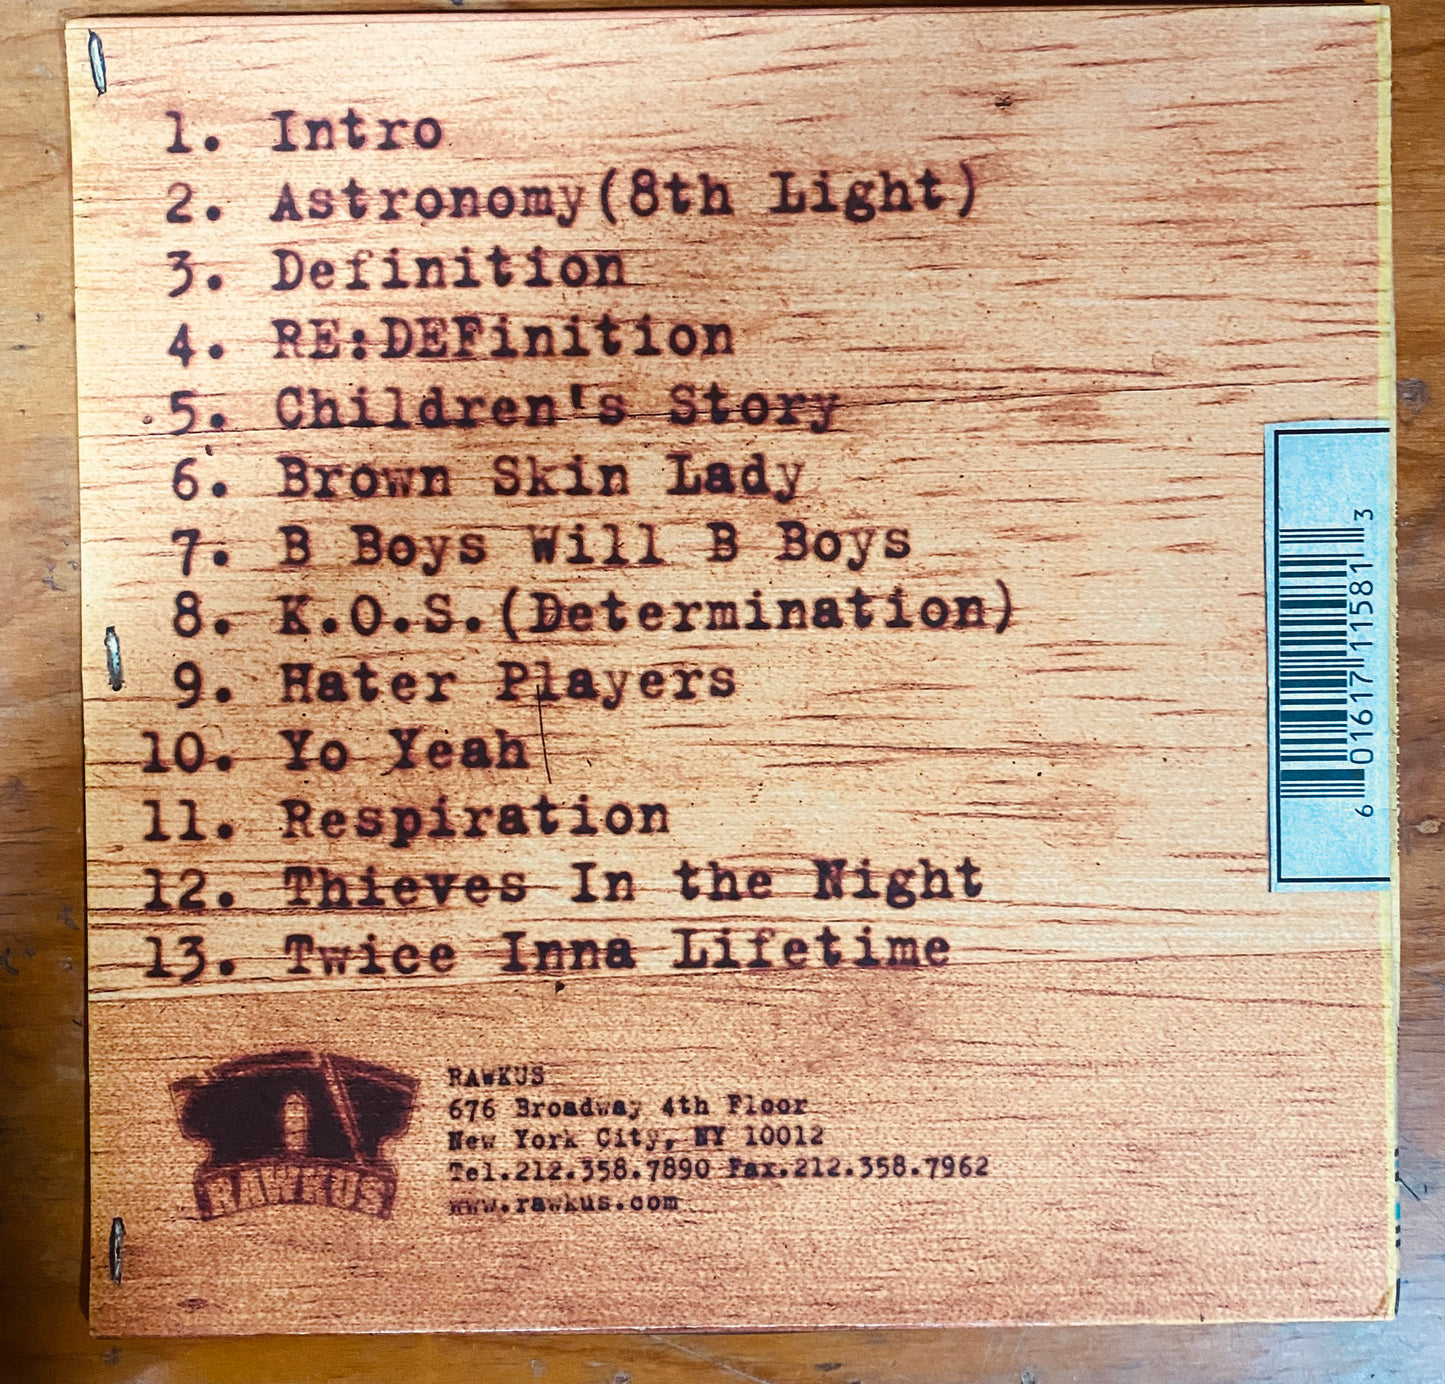 1. Intro
2. Astronomy(8th Light)
3. Definition
4. RE:DEFinition
5. Children's Story
6. Brown Skin Lady
7. B Boys Will B Boys
8. K.O.S.(Determination)
9. Hater Players
10. Yo Yeah
11. Respiration
12. Thieves In the Night
13. Twice Inna Lifetime
6 01617 11581 3
RAWKUS
RAWKUS
676 Broadway 4th Floor
New York City, NY 10012
Tel.212.358.7890 Fax.212.358.7962
www.rawkus.com